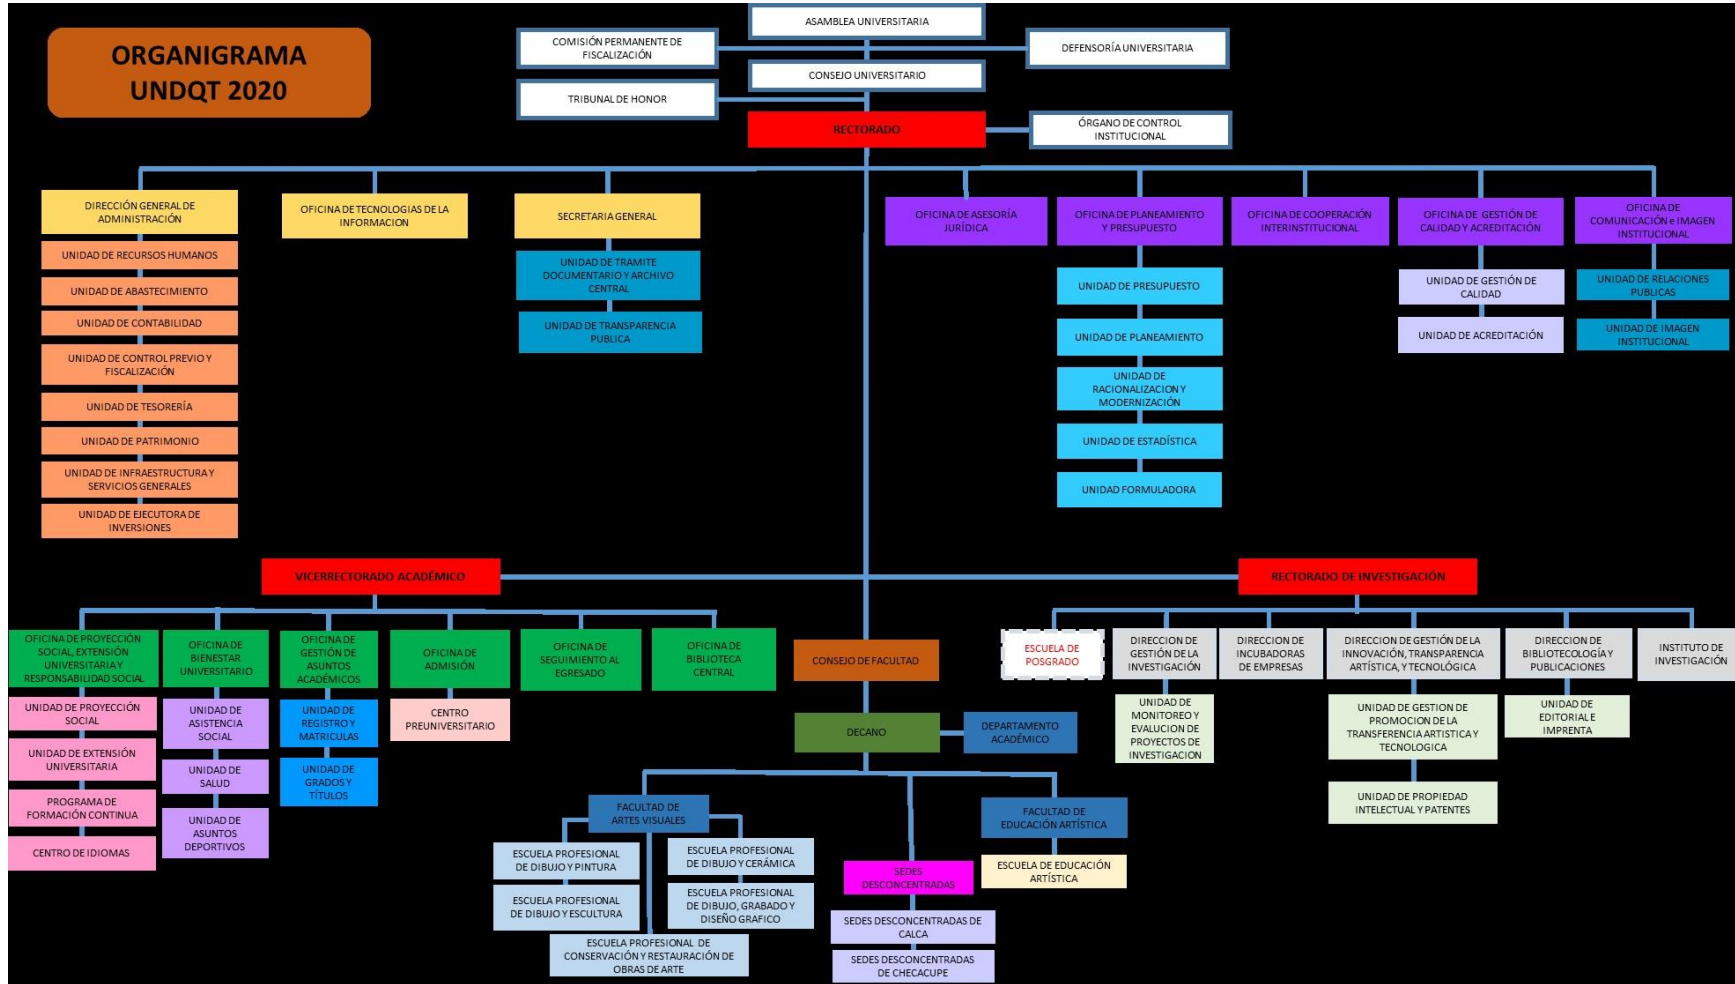 ORGANIGRAMA
UNDQT 2020
ASAMBLEA UNIVERSITARIA
COMISIÓN PERMANENTE DE
FISCALIZACIÓN
DEFENSORÍA UNIVERSITARIA
CONSEJO UNIVERSITARIO
TRIBUNAL DE HONOR
RECTORADO
ÓRGANO DE CONTROL
INSTITUCIONAL
DIRECCIÓN GENERAL DE
ADMINISTRACIÓN
UNIDAD DE RECURSOS HUMANOS
UNIDAD DE ABASTECIMIENTO
UNIDAD DE CONTABILIDAD
UNIDAD DE CONTROL PREVIO Y
FISCALIZACIÓN
UNIDAD DE TESORERÍA
UNIDAD DE PATRIMONIO
UNIDAD DE INFRAESTRUCTURA Y
SERVICIOS GENERALES
UNIDAD DE EJECUTORA DE
INVERSIONES
OFICINA DE TECNOLOGIAS DE LA
INFORMACION
SECRETARIA GENERAL
UNIDAD DE TRAMITE
DOCUMENTARIO Y ARCHIVO
CENTRAL
UNIDAD DE TRANSPARENCIA
PUBLICA
OFICINA DE ASESORÍA
JURÍDICA
OFICINA DE PLANEAMIENTO
Y PRESUPUESTO
UNIDAD DE PRESUPUESTO
UNIDAD DE PLANEAMIENTO
UNIDAD DE
RACIONALIZACION Y
MODERNIZACIÓN
UNIDAD DE ESTADÍSTICA
UNIDAD FORMULADORA
OFICINA DE COOPERACIÓN
INTERINSTITUCIONAL
OFICINA DE GESTIÓN DE
CALIDAD Y ACREDITACIÓN
UNIDAD DE GESTIÓN DE
CALIDAD
UNIDAD DE ACREDITACIÓN
OFICINA DE
COMUNICACIÓN e IMAGEN
INSTITUCIONAL
UNIDAD DE RELACIONES
PUBLICAS
UNIDAD DE IMAGEN
INSTITUCIONAL
VICERRECTORADO ACADÉMICO
RECTORADO DE INVESTIGACIÓN
OFICINA DE PROYECCIÓN
SOCIAL, EXTENSIÓN
UNIVERSITARIA Y
RESPONSABILIDAD SOCIAL
UNIDAD DE PROYECCIÓN
SOCIAL
UNIDAD DE EXTENSIÓN
UNIVERSITARIA
PROGRAMA DE
FORMACIÓN CONTINUA
CENTRO DE IDIOMAS
OFICINA DE
BIENESTAR
UNIVERSITARIO
UNIDAD DE
ASISTENCIA
SOCIAL
UNIDAD DE
SALUD
UNIDAD DE
ASUNTOS
DEPORTIVOS
OFICINA DE
GESTIÓN DE
ASUNTOS
ACADÉMICOS
UNIDAD DE
REGISTRO Y
MATRICULAS
UNIDAD DE
GRADOS Y
TÍTULOS
OFICINA DE
ADMISIÓN
CENTRO
PREUNIVERSITARIO
OFICINA DE
SEGUIMIENTO AL
EGRESADO
OFICINA DE
BIBLIOTECA
CENTRAL
CONSEJO DE FACULTAD
DECANO
DEPARTAMENTO
ACADÉMICO
FACULTAD DE
ARTES VISUALES
ESCUELA PROFESIONAL
DE DIBUJO Y PINTURA
ESCUELA PROFESIONAL
DE DIBUJO Y ESCULTURA
ESCUELA PROFESIONAL
DE DIBUJO Y CERÁMICA
ESCUELA PROFESIONAL
DE DIBUJO, GRABADO Y
DISEÑO GRAFICO
ESCUELA PROFESIONAL DE
CONSERVACIÓN Y RESTAURACIÓN DE
OBRAS DE ARTE
SEDES
DESCONCENTRADAS
SEDES DESCONCENTRADAS DE
CALCA
SEDES DESCONCENTRADAS
DE CHECACUPE
FACULTAD DE
EDUCACIÓN ARTÍSTICA
ESCUELA DE EDUCACIÓN
ARTÍSTICA
ESCUELA DE
POSGRADO
DIRECCION DE
GESTIÓN DE LA
INVESTIGACIÓN
UNIDAD DE
MONITOREO Y
EVALUCION DE
PROYECTOS DE
INVESTIGACION
DIRECCION DE
INCUBADORAS
DE EMPRESAS
DIRECCION DE GESTIÓN DE LA
INNOVACIÓN, TRANSPARENCIA
ARTÍSTICA, Y TECNOLÓGICA
UNIDAD DE GESTION DE
PROMOCION DE LA
TRANSFERENCIA ARTISTICA Y
TECNOLOGICA
UNIDAD DE PROPIEDAD
INTELECTUAL Y PATENTES
DIRECCION DE
BIBLIOTECOLOGÍA Y
PUBLICACIONES
UNIDAD DE
EDITORIAL E
IMPRENTA
INSTITUTO DE
INVESTIGACIÓN